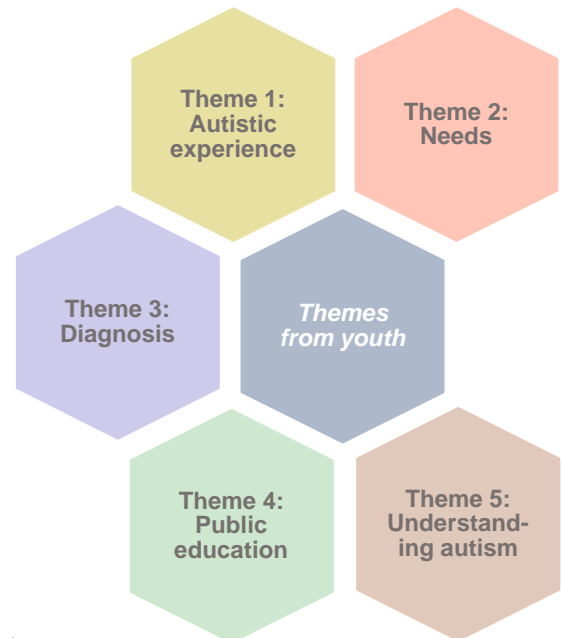 Theme 1:
Autistic
experience
Theme 2:
Needs
Theme 3:
Diagnosis
Themes
from youth
Theme 4:
Public
education
Theme 5:
Understand-
ing autism